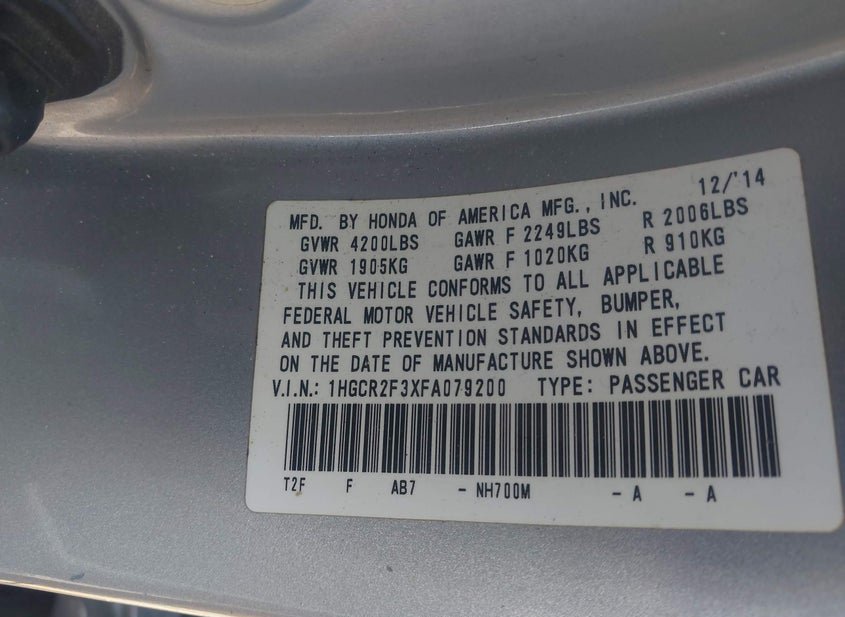 12/'14
MFD. BY HONDA OF AMERICA MFG., INC.
GVWR 4200LBS GAWR F 2249LBS R 2006LBS
GVWR 1905KG GAWR F 1020KG R 910KG
THIS VEHICLE CONFORMS TO ALL APPLICABLE
FEDERAL MOTOR VEHICLE SAFETY, BUMPER,
AND THEFT PREVENTION STANDARDS IN EFFECT
ON THE DATE OF MANUFACTURE SHOWN ABOVE.
V.I.N.: 1HGCR2F3XFA079200 TYPE: PASSENGER CAR
T2F F AB7 - NH700M - A - A